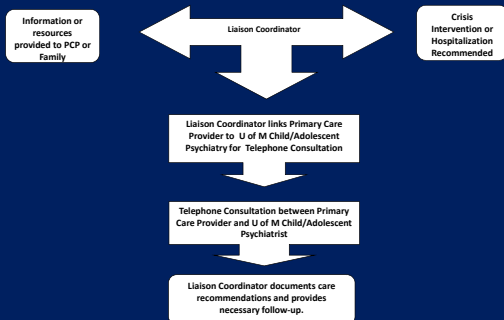 Information or
resources
provided to PCP or
Family
Liaison Coordinator
Crisis
Intervention or
Hospitalization
Recommended
Liaison Coordinator links Primary Care
Provider to U of M Child/Adolescent
Psychiatry for Telephone Consultation
Telephone Consultation between Primary
Care Provider and U of M Child/Adolescent
Psychiatrist
Liaison Coordinator documents care
recommendations and provides
necessary follow-up.